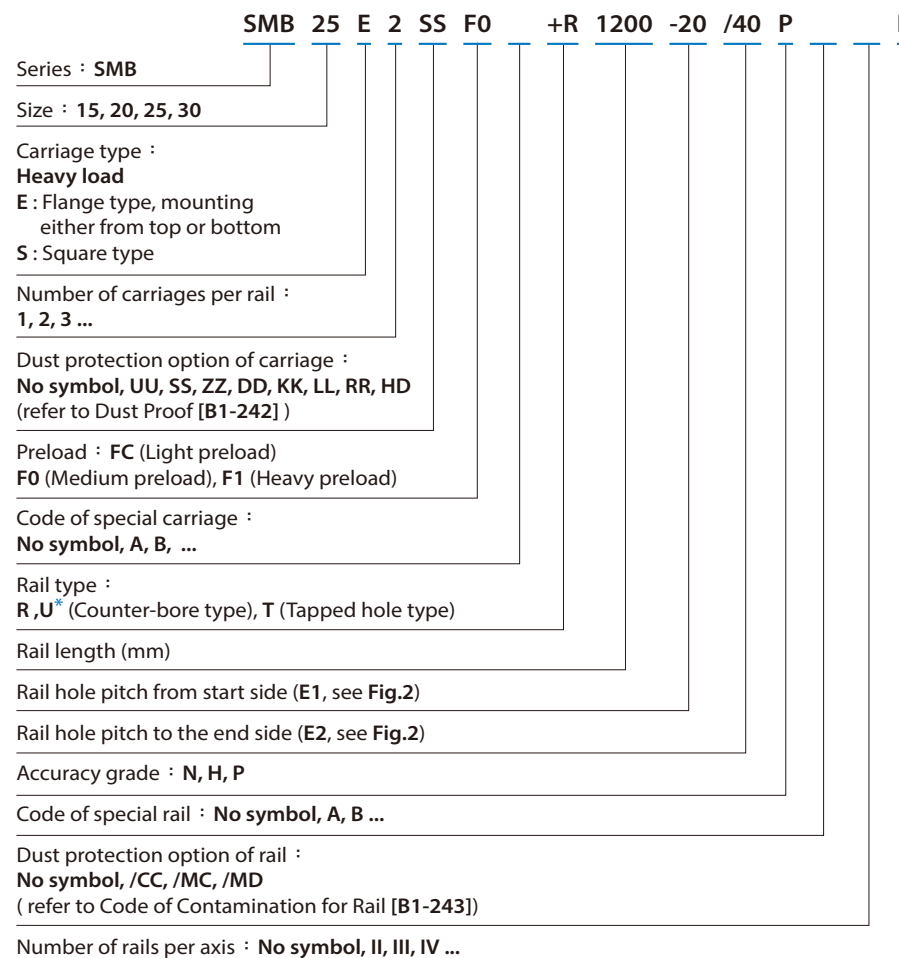 SMB 25 E 2 SS F0 +R 1200 -20 /40 P
Series : SMB
Size : 15, 20, 25, 30
Carriage type :
Heavy load
E : Flange type, mounting
either from top or bottom
S : Square type
Number of carriages per rail :
1, 2, 3 ...
Dust protection option of carriage :
No symbol, UU, SS, ZZ, DD, KK, LL, RR, HD
(refer to Dust Proof [B1-242] )
Preload : FC (Light preload)
F0 (Medium preload), F1 (Heavy preload)
Code of special carriage :
No symbol, A, B, ...
Rail type :
R ,U* (Counter-bore type), T (Tapped hole type)
Rail length (mm)
Rail hole pitch from start side (E1, see Fig.2)
Rail hole pitch to the end side (E2, see Fig.2)
Accuracy grade : N, H, P
Code of special rail : No symbol, A, B ...
Dust protection option of rail :
No symbol, /CC, /MC, /MD
( refer to Code of Contamination for Rail [B1-243])
Number of rails per axis : No symbol, II, III, IV ...